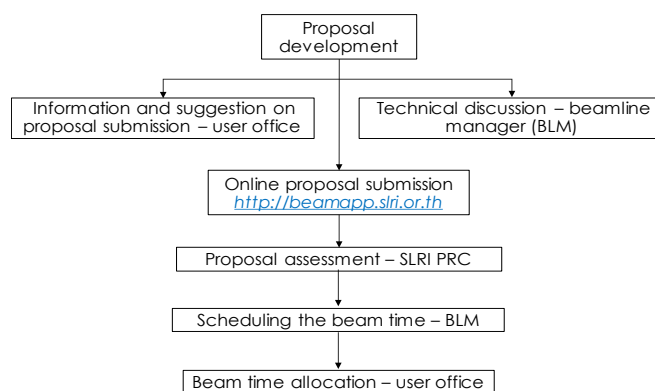 Proposal
development
Information and suggestion on
proposal submission – user office
Technical discussion – beamline
manager (BLM)
Online proposal submission
http://beamapp.slri.or.th
Proposal assessment – SLRI PRC
Scheduling the beam time – BLM
Beam time allocation – user office